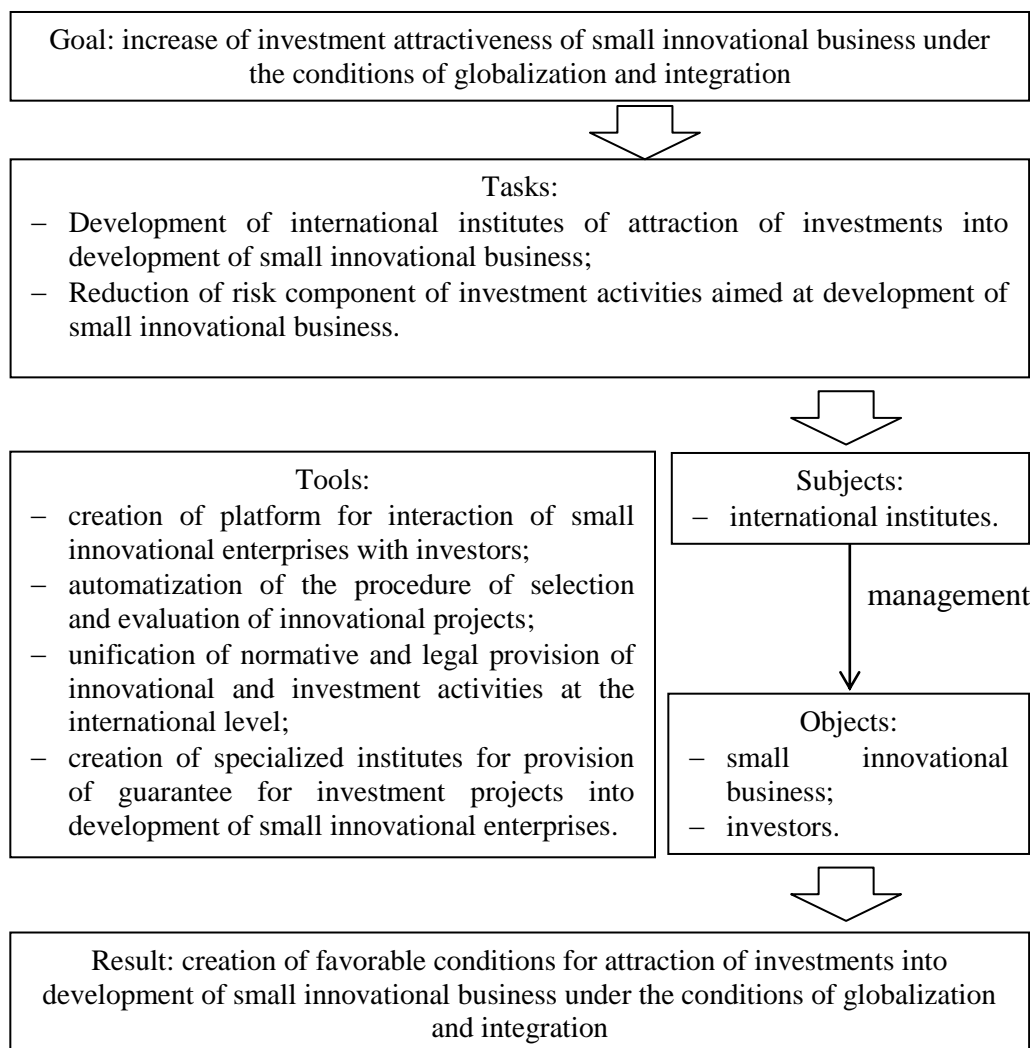 Goal: increase of investment attractiveness of small innovational business under
the conditions of globalization and integration
Tasks:
– Development of international institutes of attraction of investments into
development of small innovational business;
– Reduction of risk component of investment activities aimed at development of
small innovational business.
Tools:
– creation of platform for interaction of small
innovational enterprises with investors;
– automatization of the procedure of selection
and evaluation of innovational projects;
– unification of normative and legal provision of
innovational and investment activities at the
international level;
– creation of specialized institutes for provision
of guarantee for investment projects into
development of small innovational enterprises.
Subjects:
– international institutes.
management
Objects:
– small innovational
business;
– investors.
Result: creation of favorable conditions for attraction of investments into
development of small innovational business under the conditions of globalization
and integration